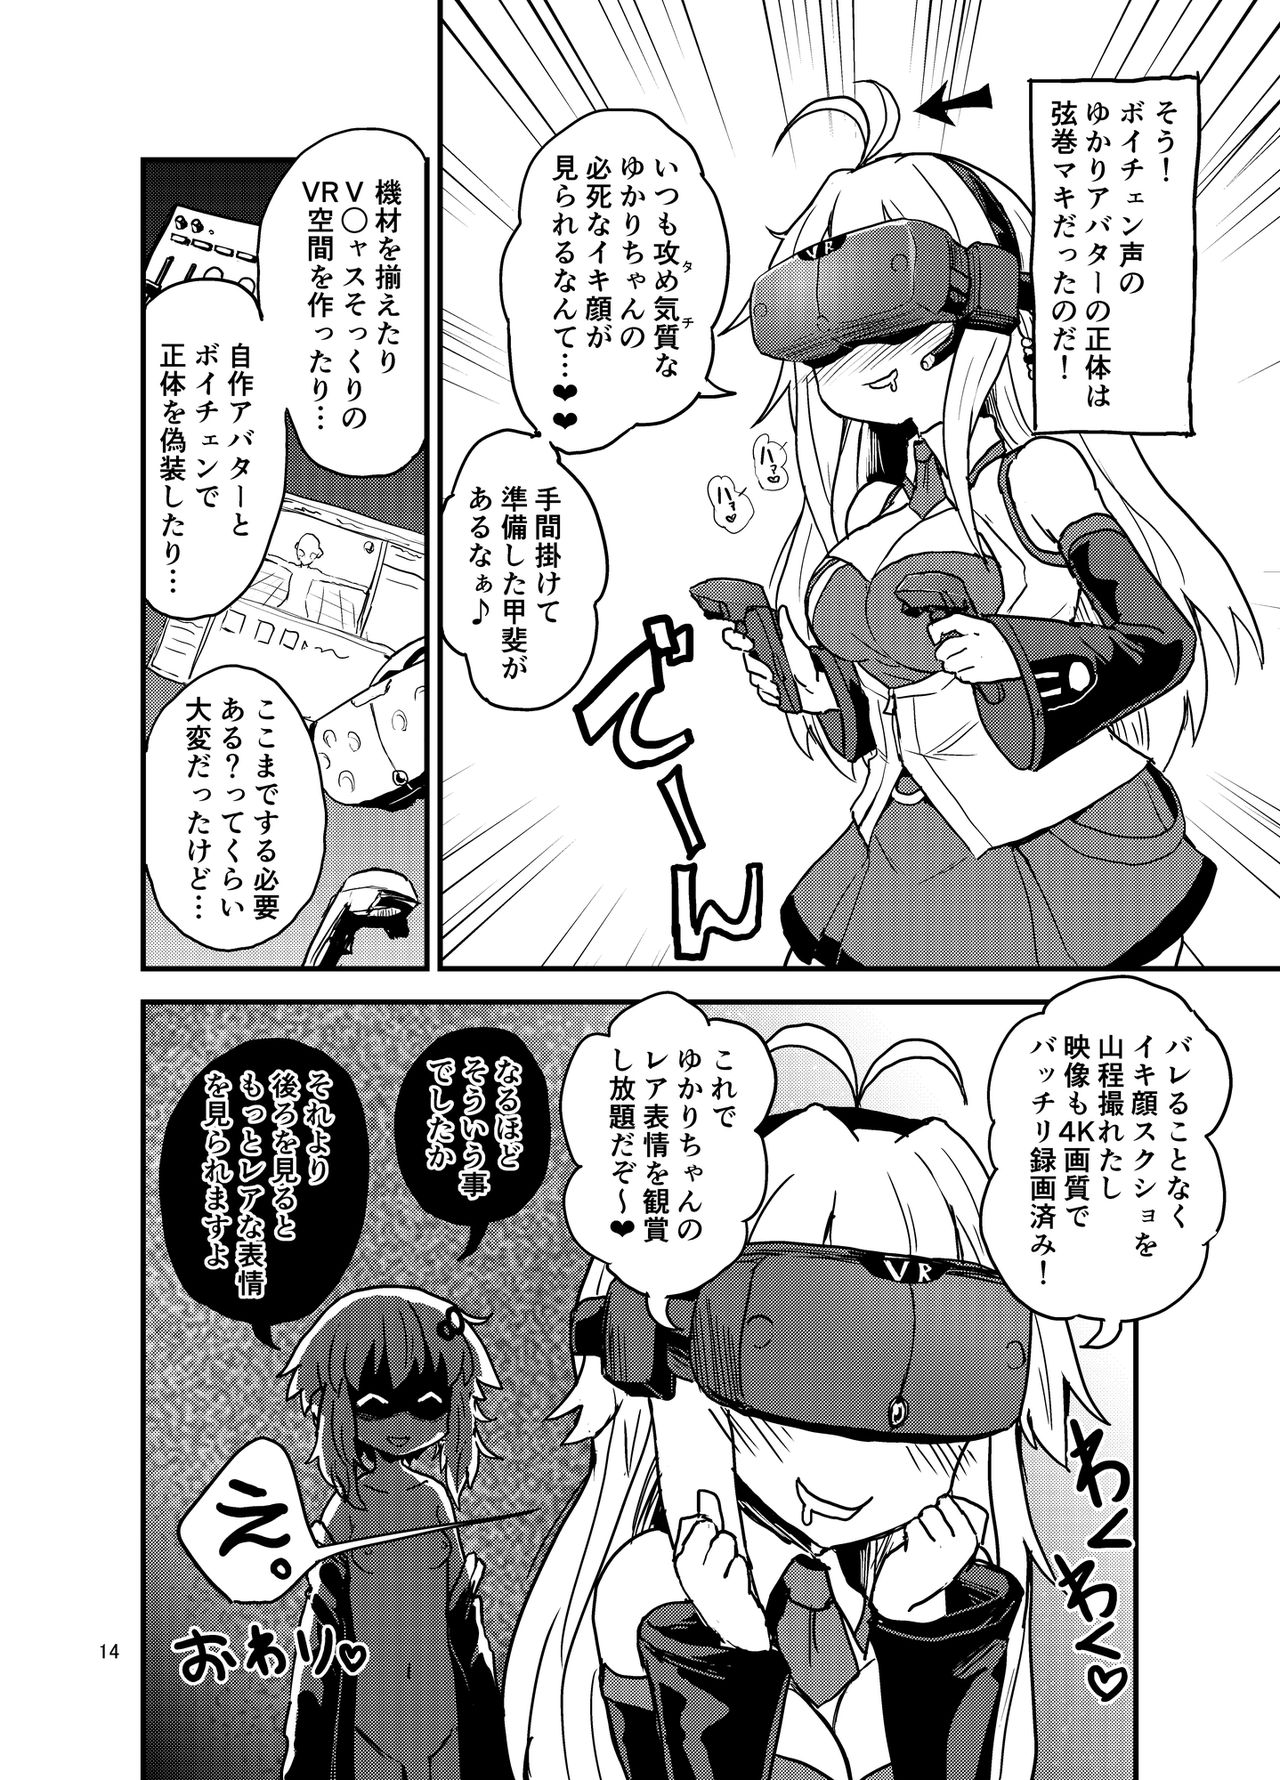 そう！
ボイチェン声の
ゆかりアバターの正体は
弦巻マキだったのだ！
VR
いつも攻め気質な
タチ
ゆかりちゃんの
必死なイキ顔が
見られるなんて…❤❤
ハァ♡
ハァ♡
手間掛けて
準備した甲斐が
あるなぁ♪
で〜ん
機材を揃えたり
V〇ャスそっくりの
VR空間を作ったり…
自作アバターと
ボイチェンで
正体を偽装したり…
ここまでする必要
ある？ってくらい
大変だったけど…
バレることなく
イキ顔スクショを
山程撮れたし
映像も4K画質で
バッチリ録画済み！
これで
ゆかりちゃんの
レア表情を観賞
し放題だぞ〜❤
VR
わくわく♡
なるほど
そういう事
でしたか
それより
後ろを見ると
もっとレアな表情
を見られますよ
え。
おわり♡
14